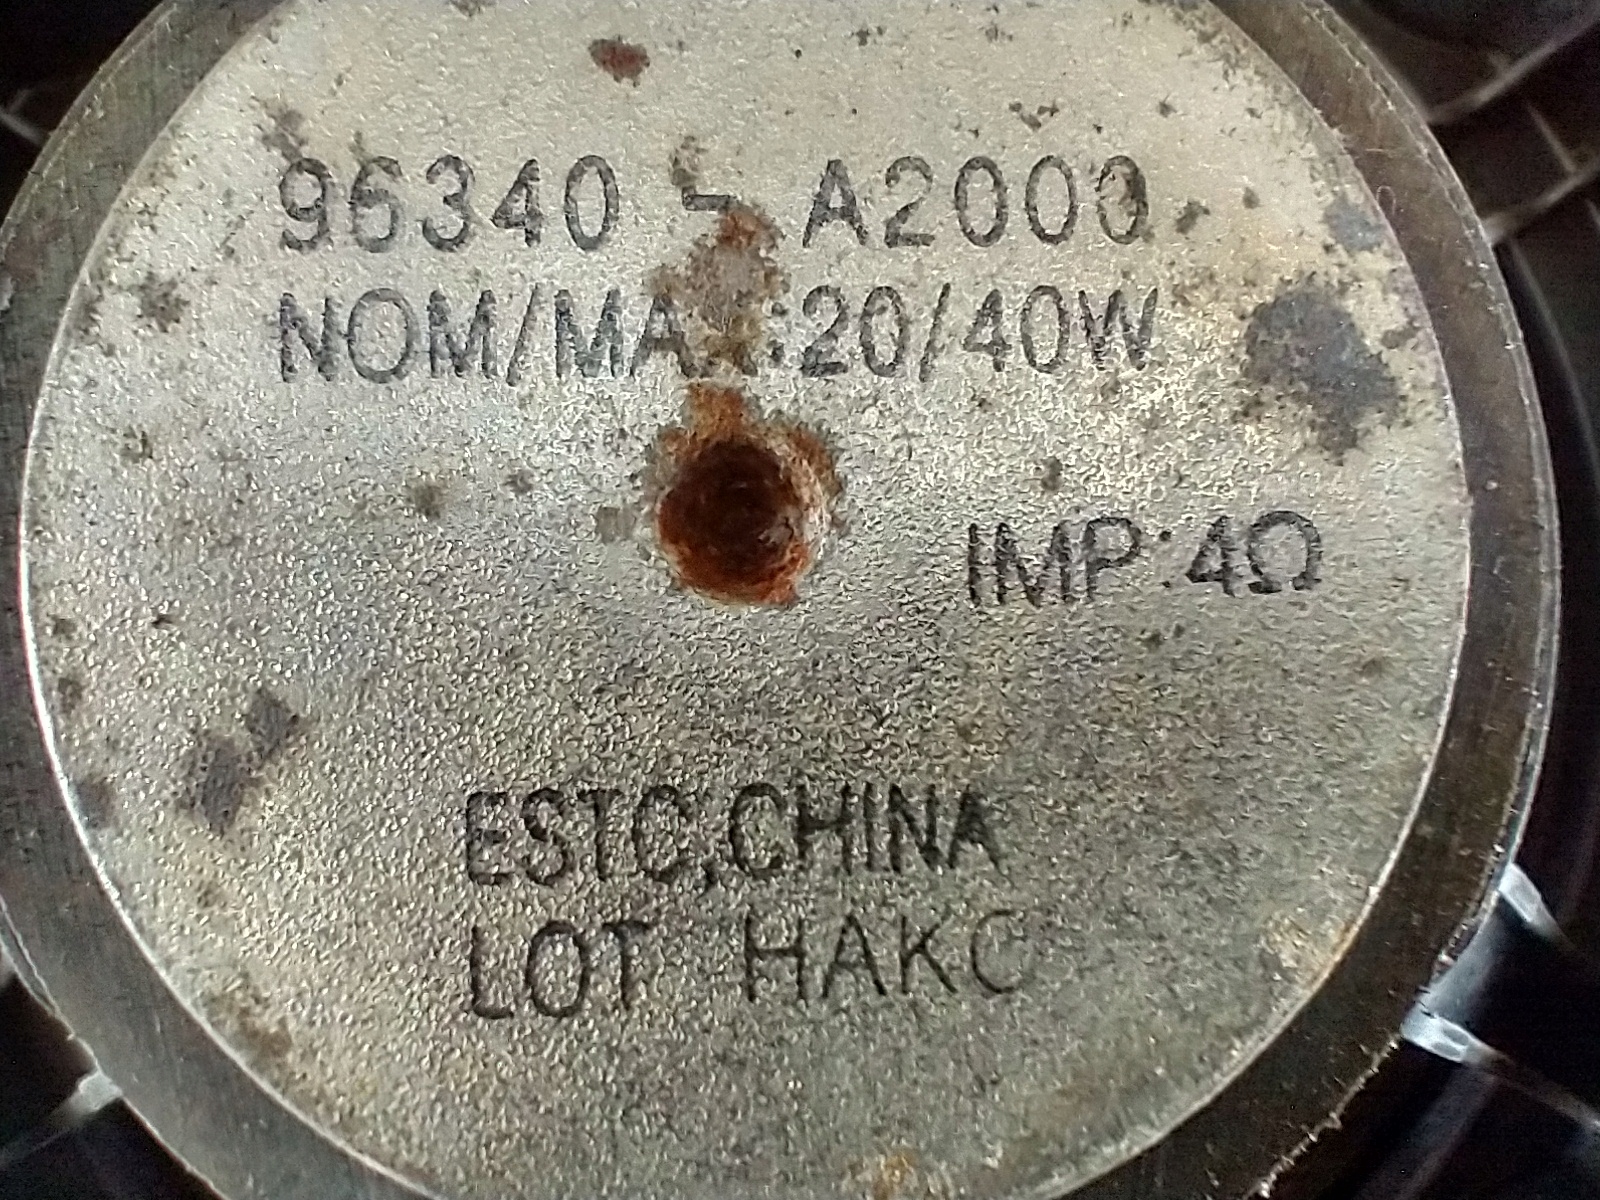 96340 - A2000
NOM/MAX:20/40W
IMP:4Ω
ESTC,CHINA
LOT HAKC